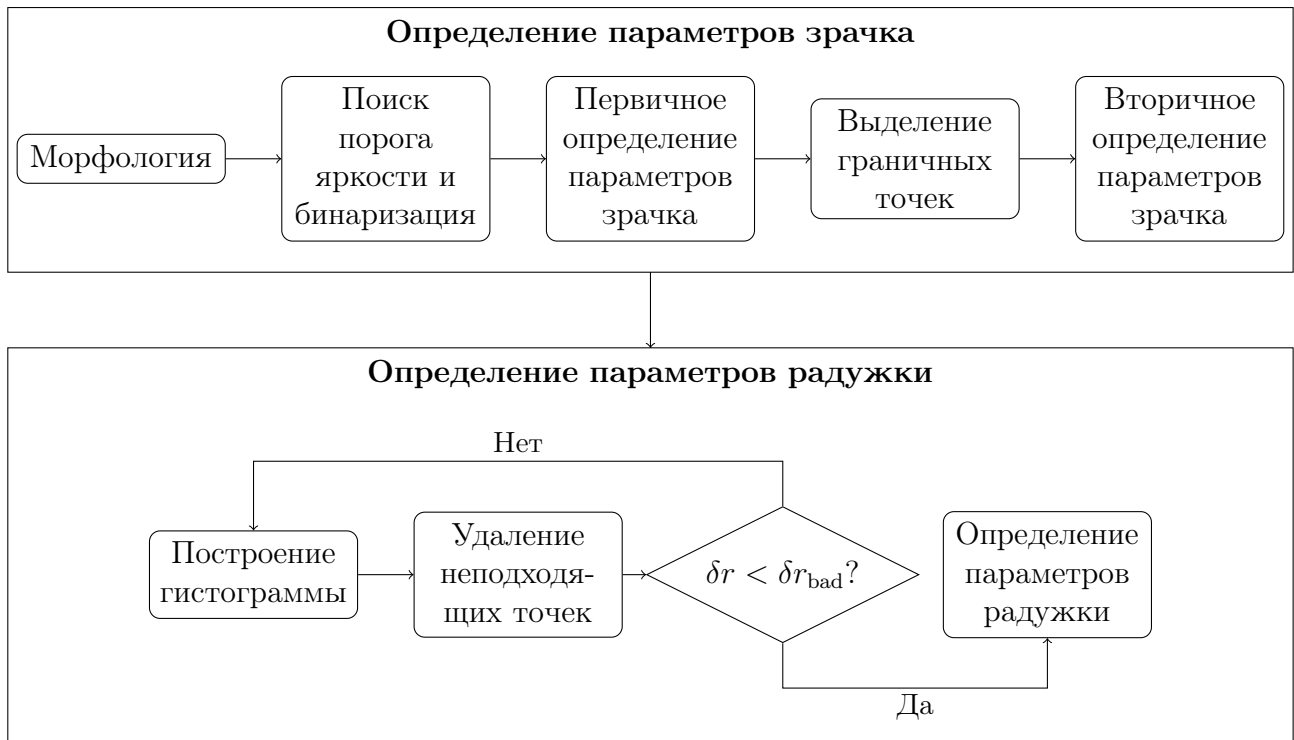 Определение параметров зрачка
Морфология
Поиск
порога
яркости и
бинаризация
Первичное
определение
параметров
зрачка
Выделение
граничных
точек
Вторичное
определение
параметров
зрачка
Определение параметров радужки
Нет
Построение
гистограммы
Удаление
неподходя-
щих точек
δr < δr_bad?
Определение
параметров
радужки
Да